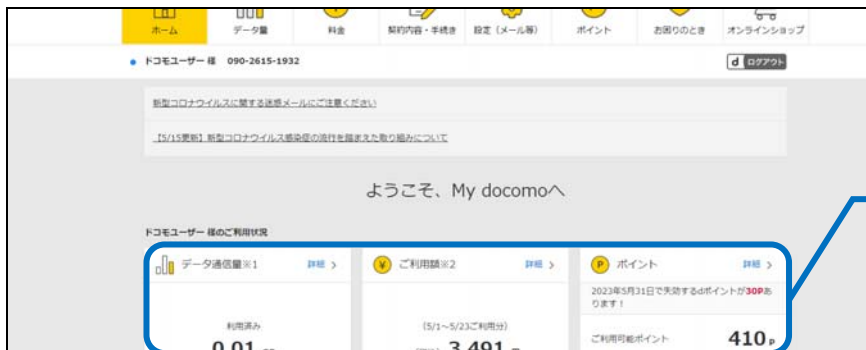 ホーム
データ量
料金
契約内容・手続き
設定（メール等）
ポイント
お困りのとき
オンラインショップ
ドコモユーザー 様 090-2615-1932
d ログアウト
新型コロナウイルスに関する迷惑メールにご注意ください
【5/15更新】新型コロナウイルス感染症の流行を踏まえた取り組みについて
ようこそ、My docomoへ
ドコモユーザー 様のご利用状況
データ通信量※1 詳細 >
利用済み
0.01
¥ ご利用額※2 詳細 >
(5/1～5/23ご利用分)
3,491
P ポイント 詳細 >
2023年5月31日で失効するdポイントが30Pあ
ります！
ご利用可能ポイント 410 P